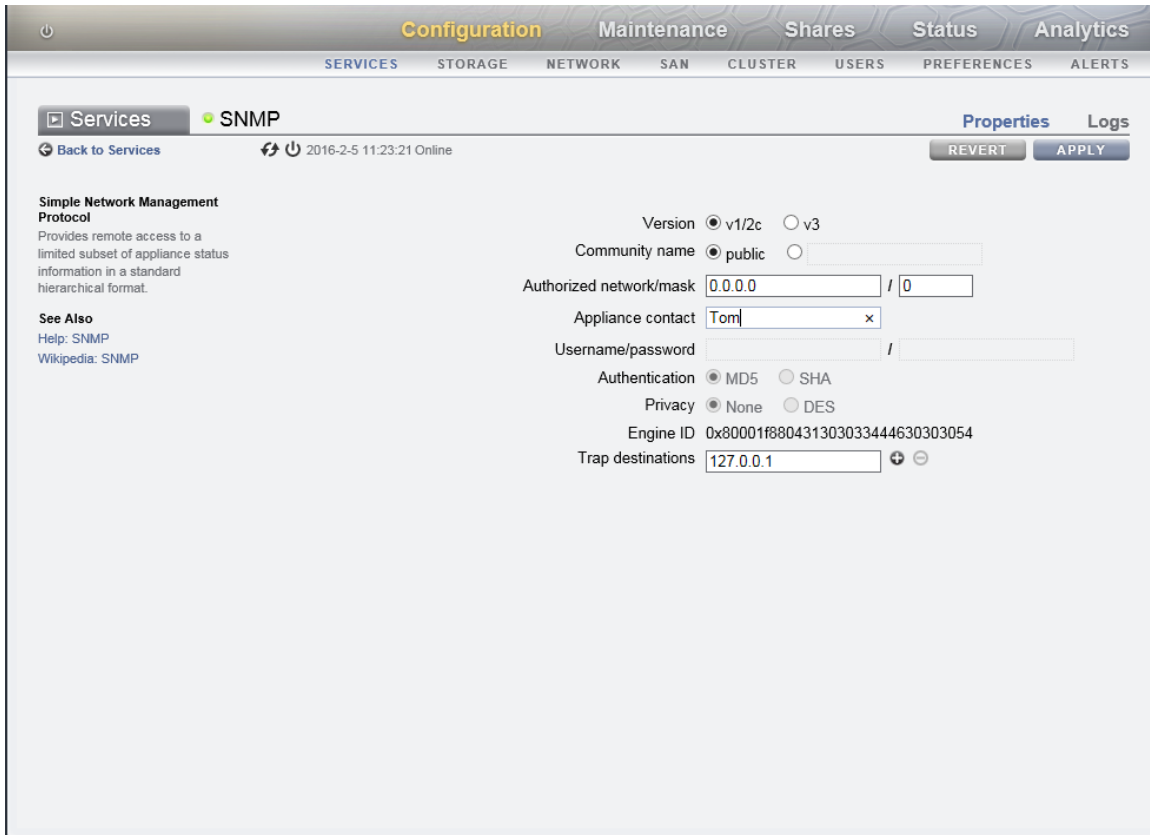 Configuration Maintenance Shares Status Analytics
SERVICES STORAGE NETWORK SAN CLUSTER USERS PREFERENCES ALERTS
Services SNMP Properties Logs
Back to Services 2016-2-5 11:23:21 Online REVERT APPLY
Simple Network Management
Protocol
Provides remote access to a
limited subset of appliance status
information in a standard
hierarchical format.
See Also
Help: SNMP
Wikipedia: SNMP
Version v1/2c v3
Community name public
Authorized network/mask 0.0.0.0 / 0
Appliance contact Tom ×
Username/password /
Authentication MD5 SHA
Privacy None DES
Engine ID 0x80001f880431303033444630303054
Trap destinations 127.0.0.1